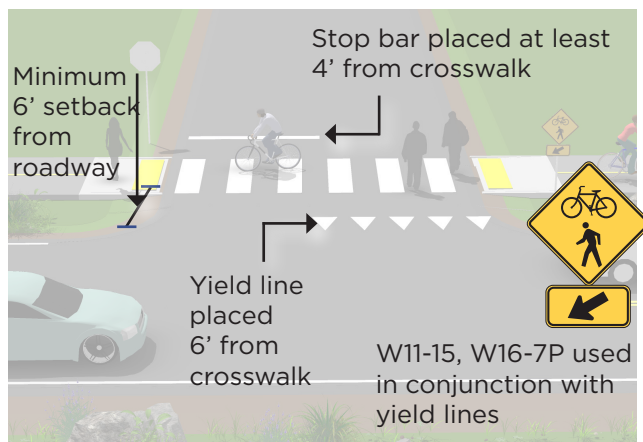 Stop bar placed at least
4’ from crosswalk
Minimum
6’ setback
from
roadway
Yield line
placed
6’ from
crosswalk
W11-15, W16-7P used
in conjunction with
yield lines